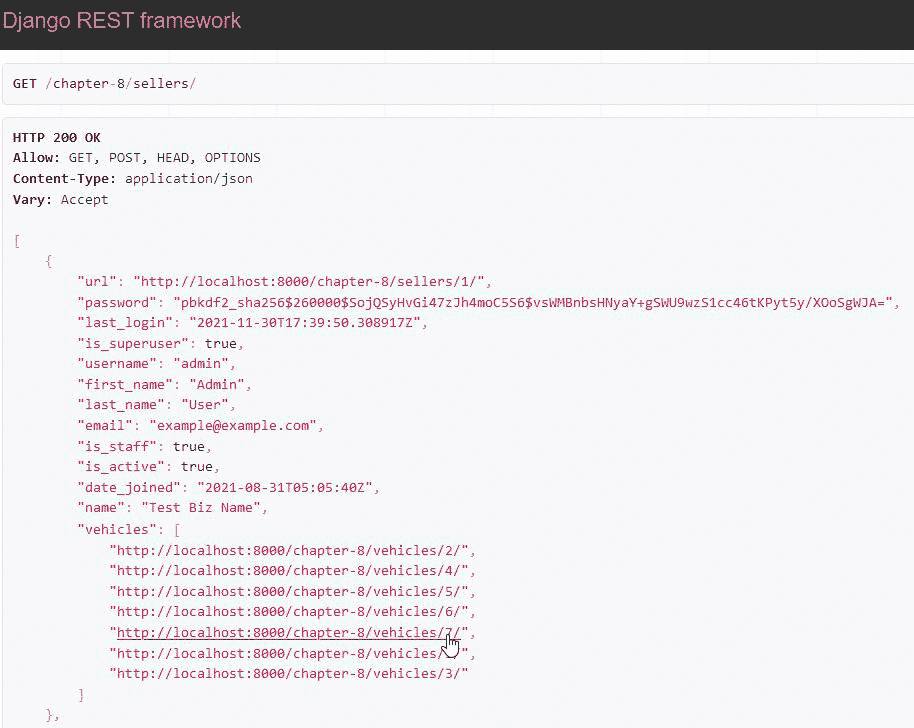 Django REST framework
GET /chapter-8/sellers/
HTTP 200 OK
Allow: GET, POST, HEAD, OPTIONS
Content-Type: application/json
Vary: Accept
[
{
"url": "http://localhost:8000/chapter-8/sellers/1/",
"password": "pbkdf2_sha256$260000$SojQSyHvGi47zJh4moC5S6$vsWMBnbsHNyaY+gSWU9wzS1cc46tKPyt5y/XOoSgWJA=",
"last_login": "2021-11-30T17:39:50.308917Z",
"is_superuser": true,
"username": "admin",
"first_name": "Admin",
"last_name": "User",
"email": "example@example.com",
"is_staff": true,
"is_active": true,
"date_joined": "2021-08-31T05:05:40Z",
"name": "Test Biz Name",
"vehicles": [
"http://localhost:8000/chapter-8/vehicles/2/",
"http://localhost:8000/chapter-8/vehicles/4/",
"http://localhost:8000/chapter-8/vehicles/5/",
"http://localhost:8000/chapter-8/vehicles/6/",
"http://localhost:8000/chapter-8/vehicles/7/",
"http://localhost:8000/chapter-8/vehicles/
"http://localhost:8000/chapter-8/vehicles/3/"
]
},